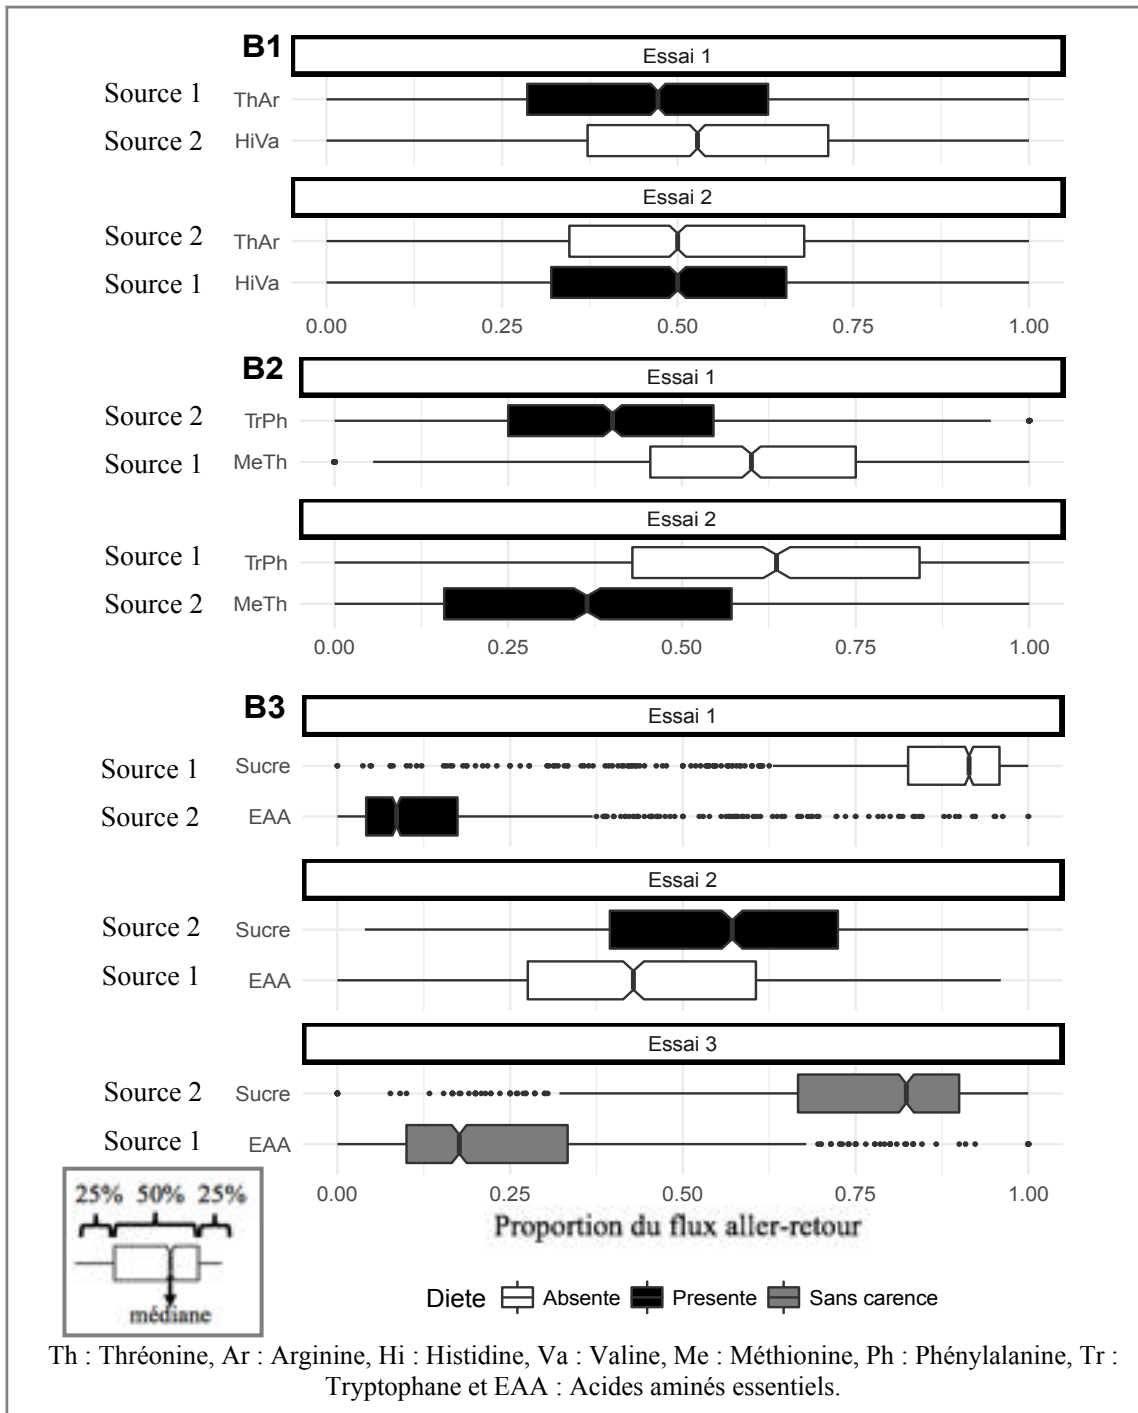 B1
Essai 1
Source 1 ThAr
Source 2 HiVa
Essai 2
Source 2 ThAr
Source 1 HiVa
0.00 0.25 0.50 0.75 1.00
B2
Essai 1
Source 2 TrPh
Source 1 MeTh
Essai 2
Source 1 TrPh
Source 2 MeTh
0.00 0.25 0.50 0.75 1.00
B3
Essai 1
Source 1 Sucre
Source 2 EAA
Essai 2
Source 2 Sucre
Source 1 EAA
Essai 3
Source 2 Sucre
Source 1 EAA
0.00 0.25 0.50 0.75 1.00
25% 50% 25%
médiane
Proportion du flux aller-retour
Diete Absente Presente Sans carence
Th : Thréonine, Ar : Arginine, Hi : Histidine, Va : Valine, Me : Méthionine, Ph : Phénylalanine, Tr :
Tryptophane et EAA : Acides aminés essentiels.